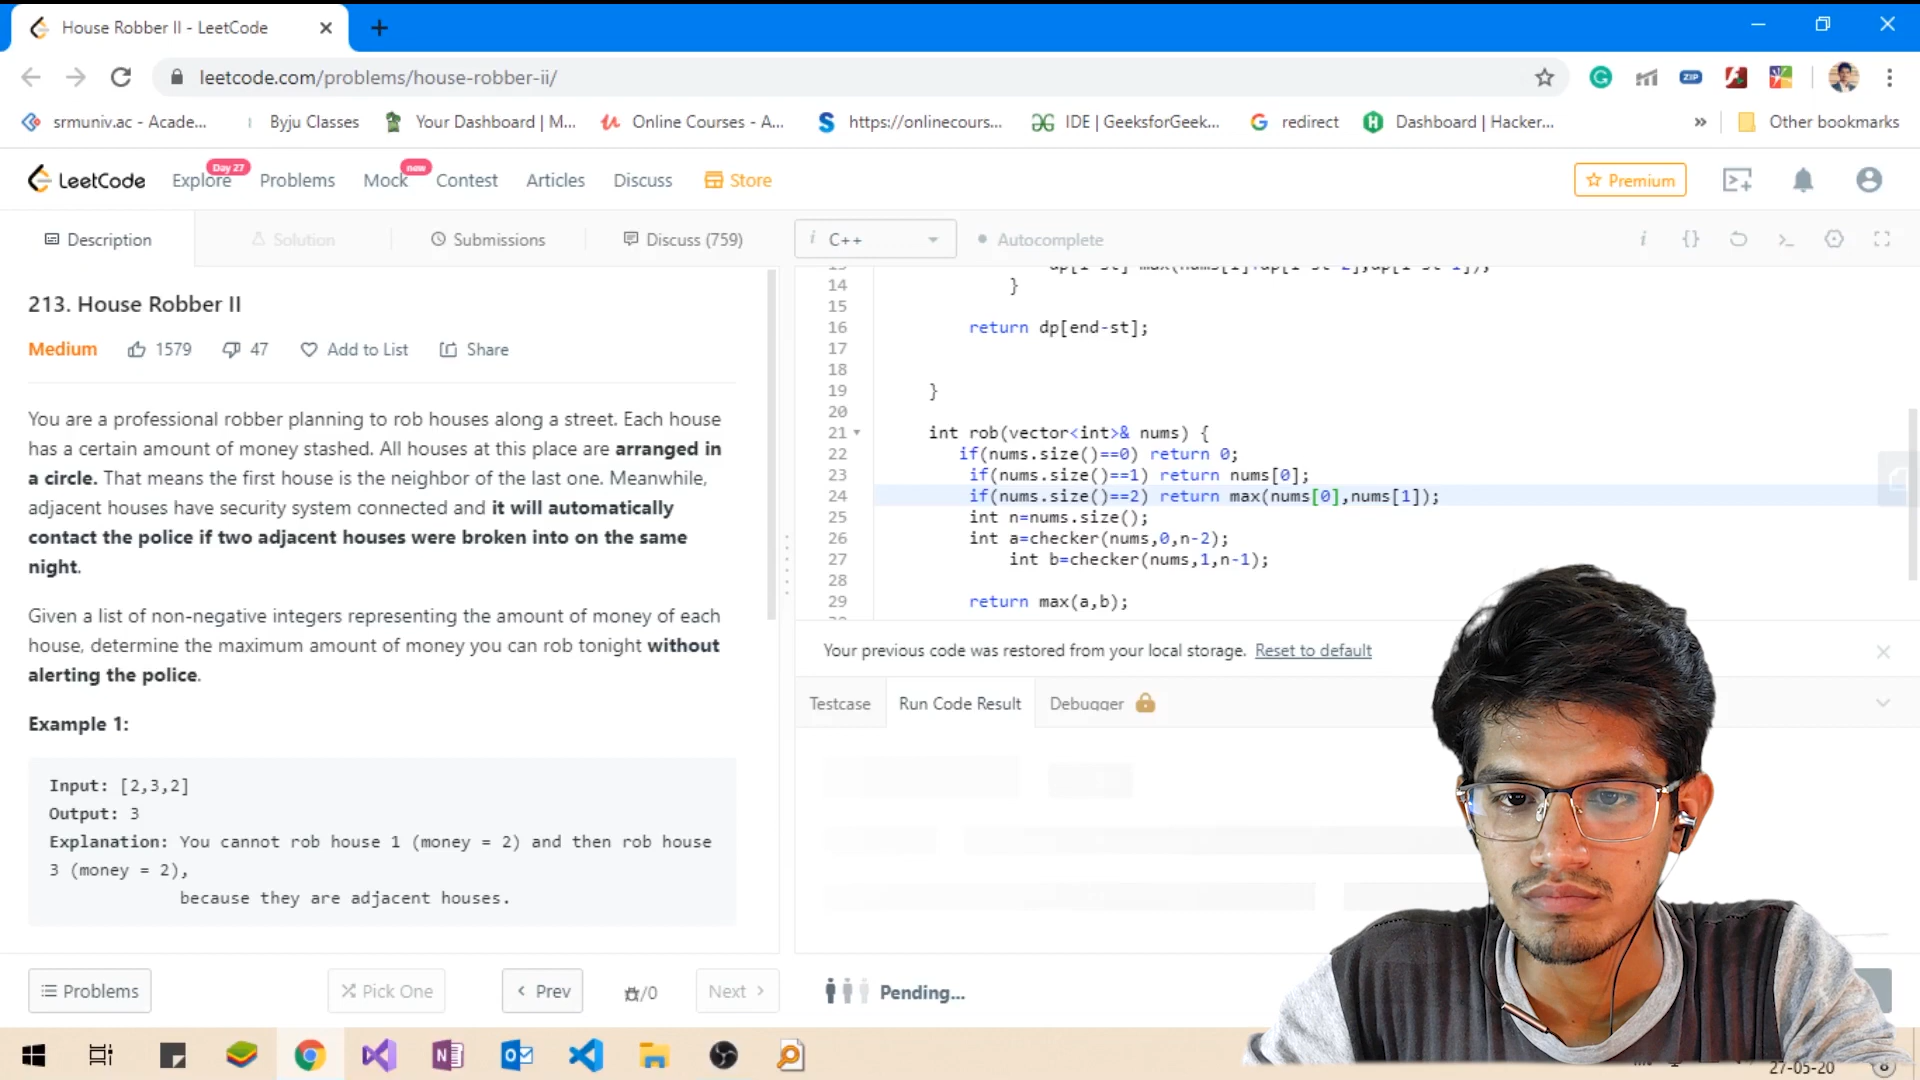 House Robber II - LeetCode
leetcode.com/problems/house-robber-ii/
srmuniv.ac - Acade...
Byju Classes
Your Dashboard | M...
Online Courses - A...
https://onlinecours...
IDE | GeeksforGeek...
redirect
Dashboard | Hacker...
»
Other bookmarks
LeetCode
Explore
Day 27
Problems
Mock
new
Contest
Articles
Discuss
Store
Premium
Description
Solution
Submissions
Discuss (759)
i C++
Autocomplete
213. House Robber II
Medium
1579
47
Add to List
Share
You are a professional robber planning to rob houses along a street. Each house
has a certain amount of money stashed. All houses at this place are arranged in
a circle. That means the first house is the neighbor of the last one. Meanwhile,
adjacent houses have security system connected and it will automatically
contact the police if two adjacent houses were broken into on the same
night.
Given a list of non-negative integers representing the amount of money of each
house, determine the maximum amount of money you can rob tonight without
alerting the police.
Example 1:
Input: [2,3,2]
Output: 3
Explanation: You cannot rob house 1 (money = 2) and then rob house
3 (money = 2),
because they are adjacent houses.
Problems
Pick One
Prev
/0
Next
14 }
15
16 return dp[end-st];
17
18
19 }
20
21 int rob(vector<int>& nums) {
22 if(nums.size()==0) return 0;
23 if(nums.size()==1) return nums[0];
24 if(nums.size()==2) return max(nums[0],nums[1]);
25 int n=nums.size();
26 int a=checker(nums,0,n-2);
27 int b=checker(nums,1,n-1);
28
29 return max(a,b);
Your previous code was restored from your local storage. Reset to default
Testcase
Run Code Result
Debugger
Pending...
27-05-20